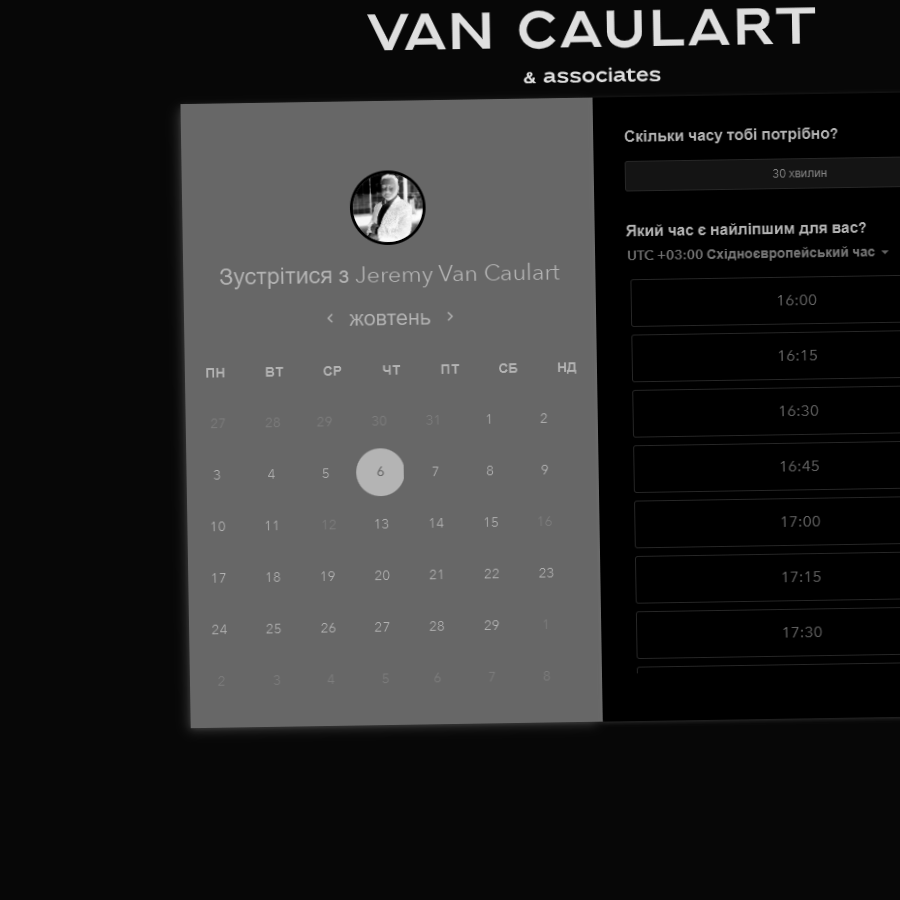 VAN CAULART
& associates
Зустрітися з Jeremy Van Caulart
жовтень
ПН ВТ СР ЧТ ПТ СБ НД
27 28 29 30 31 1 2
3 4 5 6 7 8 9
10 11 12 13 14 15 16
17 18 19 20 21 22 23
24 25 26 27 28 29 1
2 3 4 5 6 7 8
Скільки часу тобі потрібно?
30 хвилин
Який час є найліпшим для вас?
UTC +03:00 Східноєвропейський час
16:00
16:15
16:30
16:45
17:00
17:15
17:30